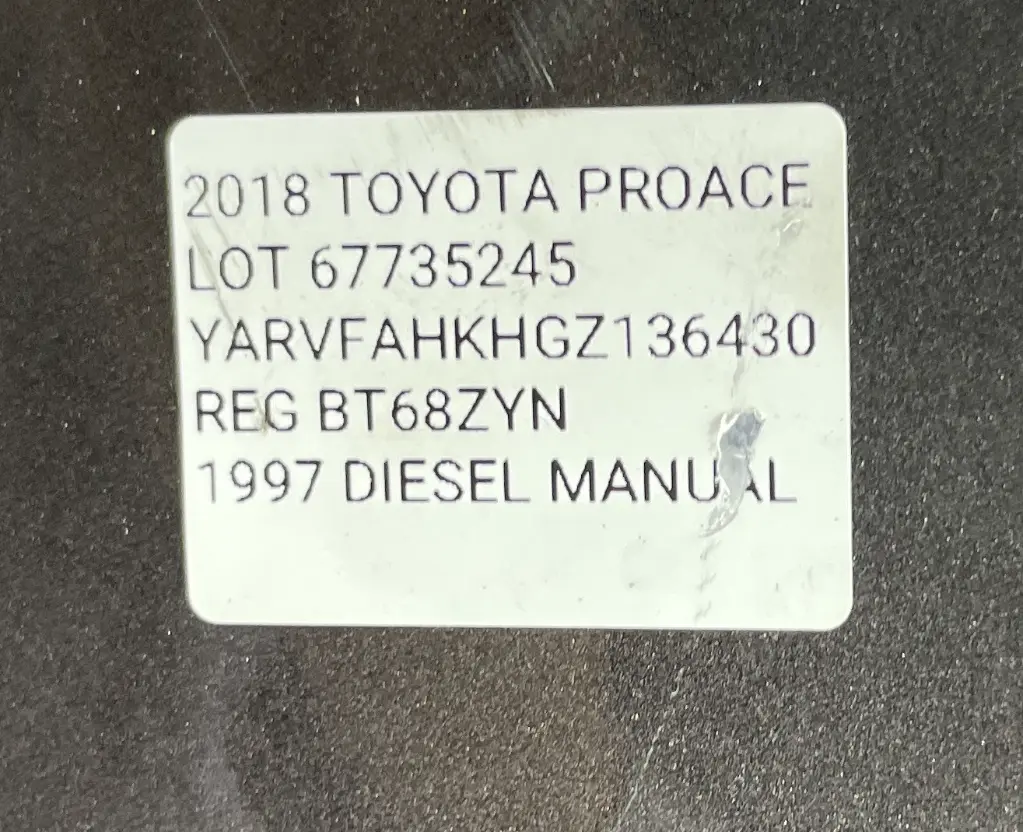 2018 TOYOTA PROACE
LOT 67735245
YARVFAHKHGZ136430
REG BT68ZYN
1997 DIESEL MANUAL